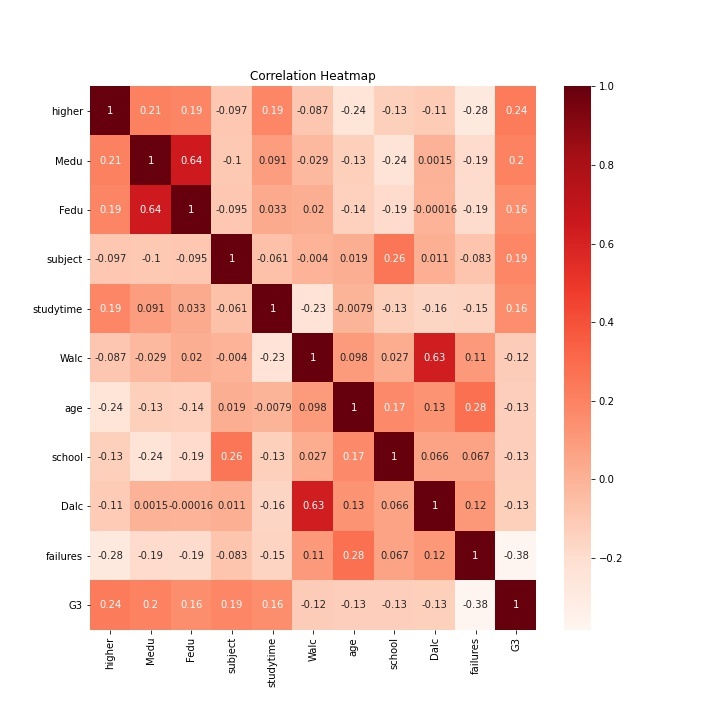 Correlation Heatmap
higher 1 0.21 0.19 -0.097 0.19 -0.087 -0.24 -0.13 -0.11 -0.28 0.24
Medu 0.21 1 0.64 -0.1 0.091 -0.029 -0.13 -0.24 0.0015 -0.19 0.2
Fedu 0.19 0.64 1 -0.095 0.033 0.02 -0.14 -0.19 -0.00016 -0.19 0.16
subject -0.097 -0.1 -0.095 1 -0.061 -0.004 0.019 0.26 0.011 -0.083 0.19
studytime 0.19 0.091 0.033 -0.061 1 -0.23 -0.0079 -0.13 -0.16 -0.15 0.16
Walc -0.087 -0.029 0.02 -0.004 -0.23 1 0.098 0.027 0.63 0.11 -0.12
age -0.24 -0.13 -0.14 0.019 -0.0079 0.098 1 0.17 0.13 0.28 -0.13
school -0.13 -0.24 -0.19 0.26 -0.13 0.027 0.17 1 0.066 0.067 -0.13
Dalc -0.11 0.0015 -0.00016 0.011 -0.16 0.63 0.13 0.066 1 0.12 -0.13
failures -0.28 -0.19 -0.19 -0.083 -0.15 0.11 0.28 0.067 0.12 1 -0.38
G3 0.24 0.2 0.16 0.19 0.16 -0.12 -0.13 -0.13 -0.13 -0.38 1
higher Medu Fedu subject studytime Walc age school Dalc failures G3
1.0
0.8
0.6
0.4
0.2
0.0
−0.2